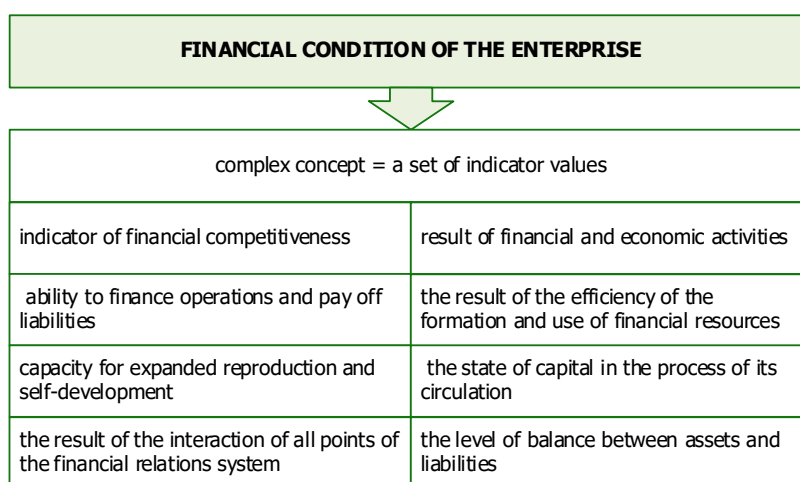 FINANCIAL CONDITION OF THE ENTERPRISE
complex concept = a set of indicator values
indicator of financial competitiveness
result of financial and economic activities
ability to finance operations and pay off
liabilities
the result of the efficiency of the
formation and use of financial resources
capacity for expanded reproduction and
self-development
the state of capital in the process of its
circulation
the result of the interaction of all points of
the financial relations system
the level of balance between assets and
liabilities